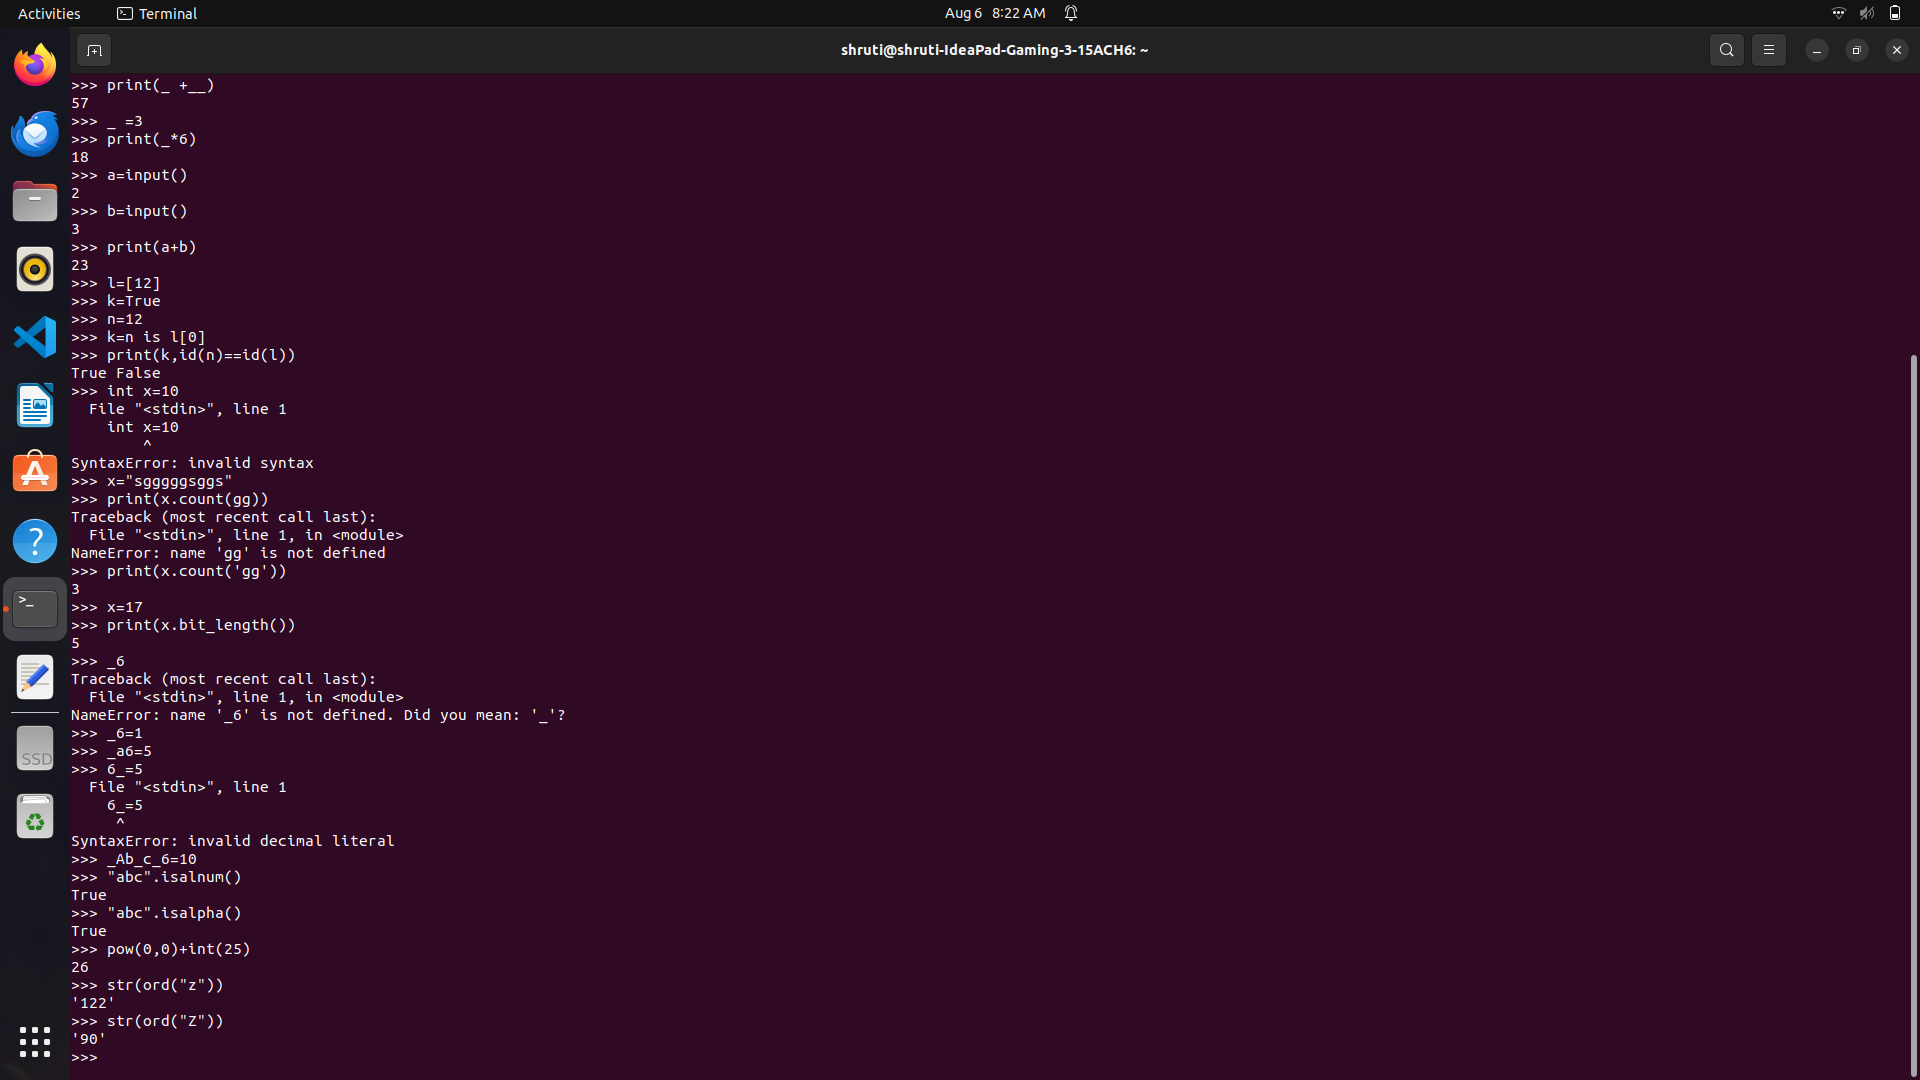 Activities
Terminal
Aug 6 8:22 AM
shruti@shruti-IdeaPad-Gaming-3-15ACH6: ~
>>> print(_ +__)
57
>>> _ =3
>>> print(_*6)
18
>>> a=input()
2
>>> b=input()
3
>>> print(a+b)
23
>>> l=[12]
>>> k=True
>>> n=12
>>> k=n is l[0]
>>> print(k,id(n)==id(l))
True False
>>> int x=10
  File "<stdin>", line 1
    int x=10
        ^
SyntaxError: invalid syntax
>>> x="sgggggsggs"
>>> print(x.count(gg))
Traceback (most recent call last):
  File "<stdin>", line 1, in <module>
NameError: name 'gg' is not defined
>>> print(x.count('gg'))
3
>>> x=17
>>> print(x.bit_length())
5
>>> _6
Traceback (most recent call last):
  File "<stdin>", line 1, in <module>
NameError: name '_6' is not defined. Did you mean: '_'?
>>> _6=1
>>> _a6=5
>>> 6_=5
  File "<stdin>", line 1
    6_=5
     ^
SyntaxError: invalid decimal literal
>>> _Ab_c_6=10
>>> "abc".isalnum()
True
>>> "abc".isalpha()
True
>>> pow(0,0)+int(25)
26
>>> str(ord("z"))
'122'
>>> str(ord("Z"))
'90'
>>>
SSD